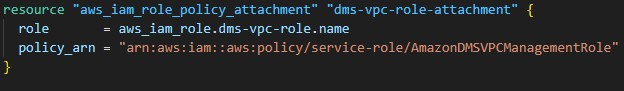 resource "aws_iam_role_policy_attachment" "dms-vpc-role-attachment" {
  role       = aws_iam_role.dms-vpc-role.name
  policy_arn = "arn:aws:iam::aws:policy/service-role/AmazonDMSVPCManagementRole"
}